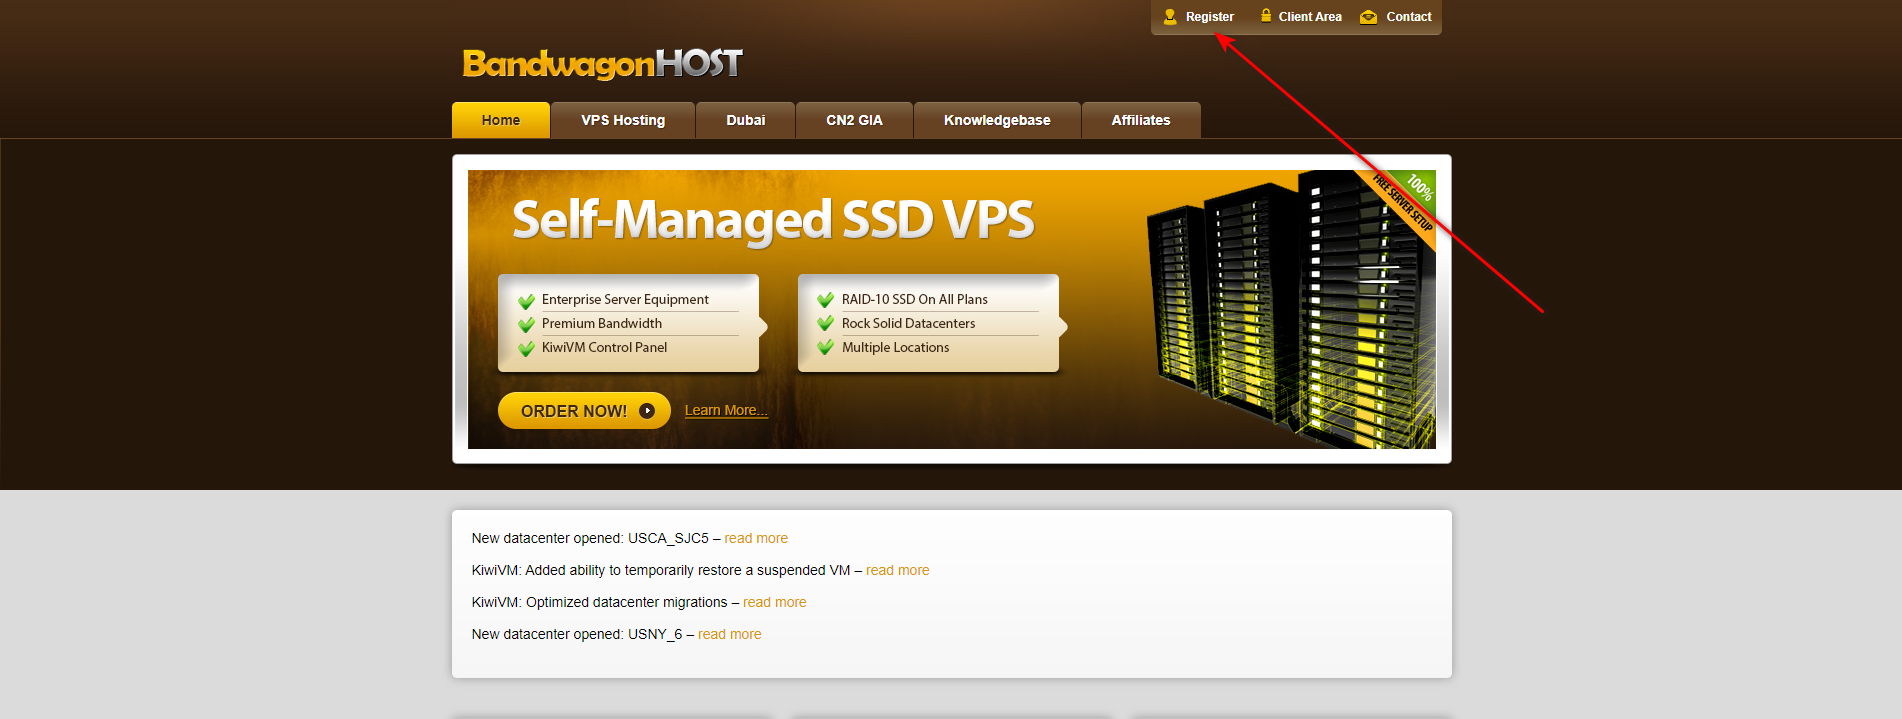 Register Client Area Contact
BandwagonHOST
Home VPS Hosting Dubai CN2 GIA Knowledgebase Affiliates
100%
FREE SERVER SETUP
Self-Managed SSD VPS
Enterprise Server Equipment
Premium Bandwidth
KiwiVM Control Panel
RAID-10 SSD On All Plans
Rock Solid Datacenters
Multiple Locations
ORDER NOW! Learn More...
New datacenter opened: USCA_SJC5 – read more
KiwiVM: Added ability to temporarily restore a suspended VM – read more
KiwiVM: Optimized datacenter migrations – read more
New datacenter opened: USNY_6 – read more